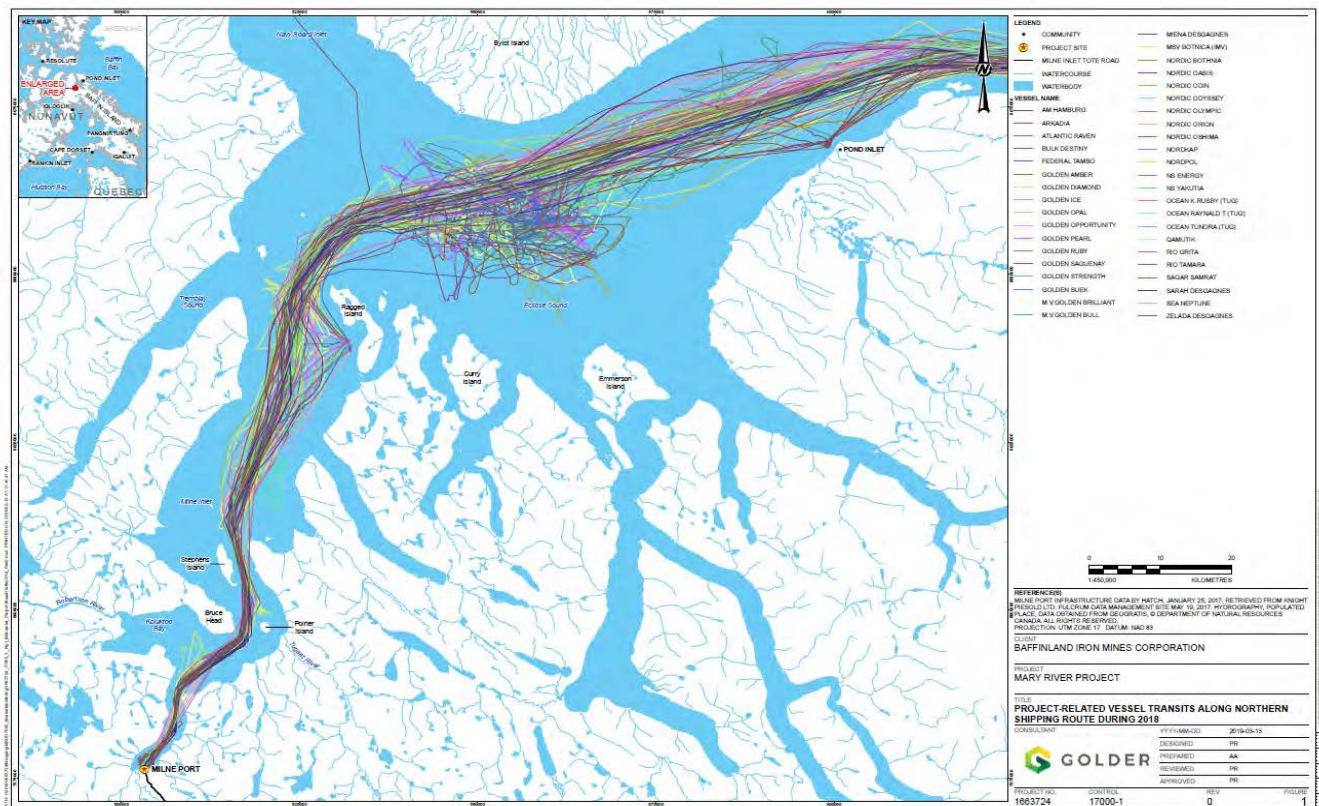 KEY MAP
GREENLAND
Baffin
Bay
RESOLUTE
POND INLET
ENLARGED
AREA
BAFFIN ISLAND
IGLOOLIK
NUNAVUT
PANGNIRTUNG
CAPE DORSET
IQALUIT
RANKIN INLET
Hudson Bay
QUEBEC
Navy Board Inlet
Bylot Island
POND INLET
Eclipse Sound
Tremblay
Sound
Ragged
Island
Curry
Island
Emmerson
Island
Milne Inlet
Stephens
Island
Robertson River
Bruce
Head
Koluktoo
Bay
Poirier
Island
Tugaat River
MILNE PORT
LEGEND
COMMUNITY
PROJECT SITE
MILNE INLET TOTE ROAD
WATERCOURSE
WATERBODY
VESSEL NAME
AM HAMBURG
ARKADIA
ATLANTIC RAVEN
BULK DESTINY
FEDERAL TAMBO
GOLDEN AMBER
GOLDEN DIAMOND
GOLDEN ICE
GOLDEN OPAL
GOLDEN OPPORTUNITY
GOLDEN PEARL
GOLDEN RUBY
GOLDEN SAGUENAY
GOLDEN STRENGTH
GOLDEN SUEK
M.V GOLDEN BRILLIANT
M.V GOLDEN BULL
MIENA DESGAGNES
MSV BOTNICA (IMV)
NORDIC BOTHNIA
NORDIC OASIS
NORDIC ODIN
NORDIC ODYSSEY
NORDIC OLYMPIC
NORDIC ORION
NORDIC OSHIMA
NORDKAP
NORDPOL
NS ENERGY
NS YAKUTIA
OCEAN K. RUSBY (TUG)
OCEAN RAYNALD T (TUG)
OCEAN TUNDRA (TUG)
QAMUTIK
RIO GRITA
RIO TAMARA
SAGAR SAMRAT
SARAH DESGAGNES
SEA NEPTUNE
ZELADA DESGAGNES
N
0 10 20
1:450,000 KILOMETRES
REFERENCE(S)
MILNE PORT INFRASTRUCTURE DATA BY HATCH, JANUARY 25, 2017, RETRIEVED FROM KNIGHT
PIESOLD LTD. FULCRUM DATA MANAGEMENT SITE MAY 19, 2017. HYDROGRAPHY, POPULATED
PLACE, DATA OBTAINED FROM GEOGRATIS, © DEPARTMENT OF NATURAL RESOURCES
CANADA. ALL RIGHTS RESERVED.
PROJECTION: UTM ZONE 17 DATUM: NAD 83
CLIENT
BAFFINLAND IRON MINES CORPORATION
PROJECT
MARY RIVER PROJECT
TITLE
PROJECT-RELATED VESSEL TRANSITS ALONG NORTHERN
SHIPPING ROUTE DURING 2018
CONSULTANT
GOLDER
YYYY-MM-DD 2019-03-13
DESIGNED PR
PREPARED AA
REVIEWED PR
APPROVED PR
PROJECT NO. CONTROL REV FIGURE
1663724 17000-1 0 1